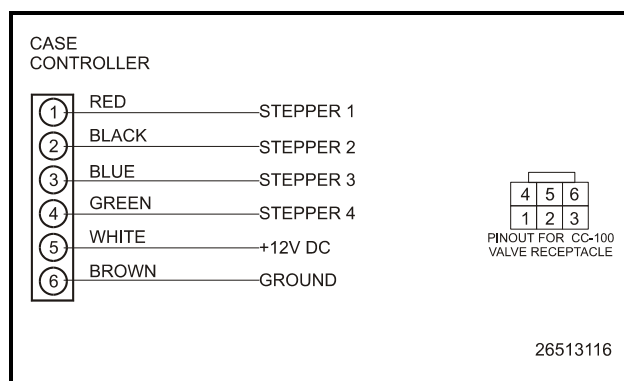 CASE
CONTROLLER
1 RED STEPPER 1
2 BLACK STEPPER 2
3 BLUE STEPPER 3
4 GREEN STEPPER 4
5 WHITE +12V DC
6 BROWN GROUND
4 5 6
1 2 3
PINOUT FOR CC-100
VALVE RECEPTACLE
26513116